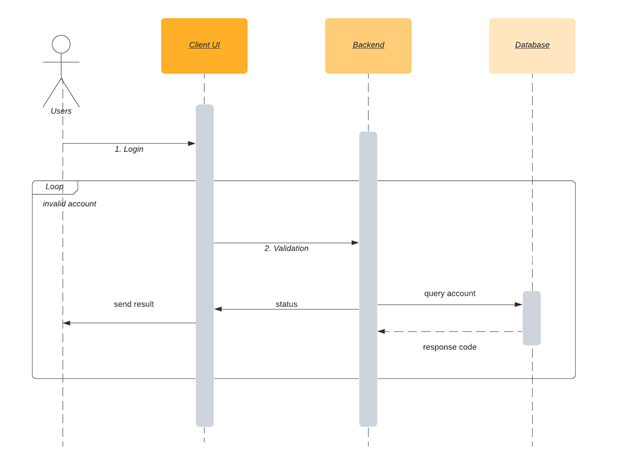 Client UI
Backend
Database
Users
1. Login
Loop
invalid account
2. Validation
query account
send result
status
response code